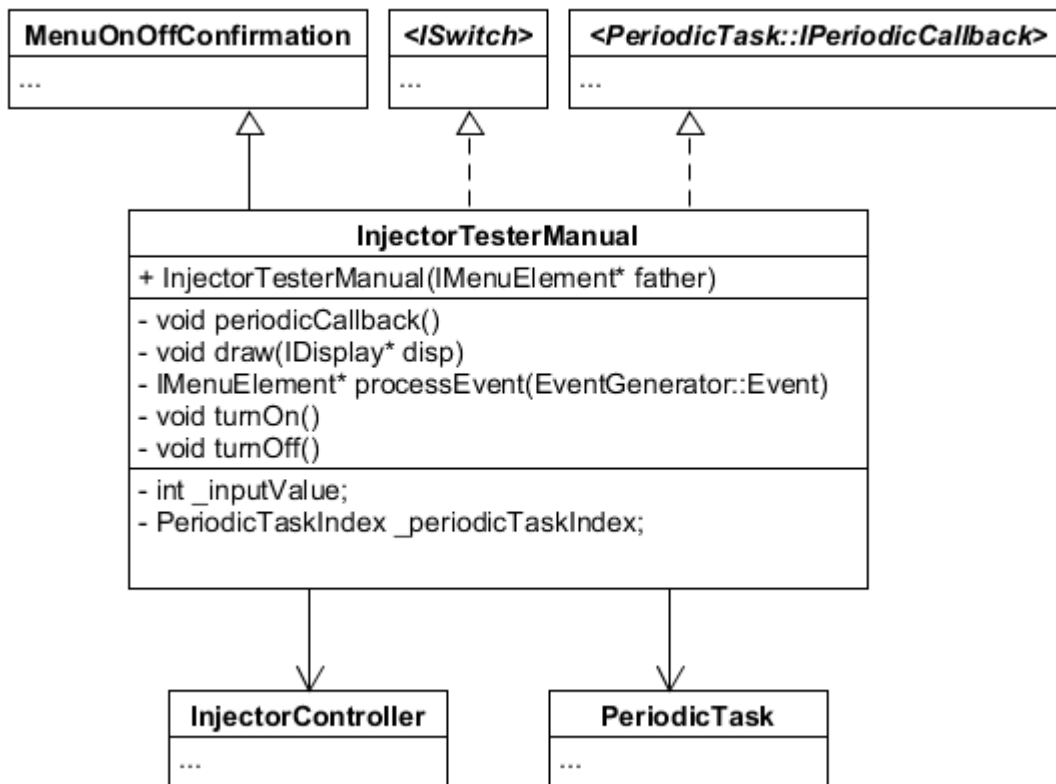 MenuOnOffConfirmation
...
<ISwitch>
...
<PeriodicTask::IPeriodicCallback>
...
InjectorTesterManual
+ InjectorTesterManual(IMenuElement* father)
- void periodicCallback()
- void draw(IDisplay* disp)
- IMenuElement* processEvent(EventGenerator::Event)
- void turnOn()
- void turnOff()
- int _inputValue;
- PeriodicTaskIndex _periodicTaskIndex;
InjectorController
...
PeriodicTask
...